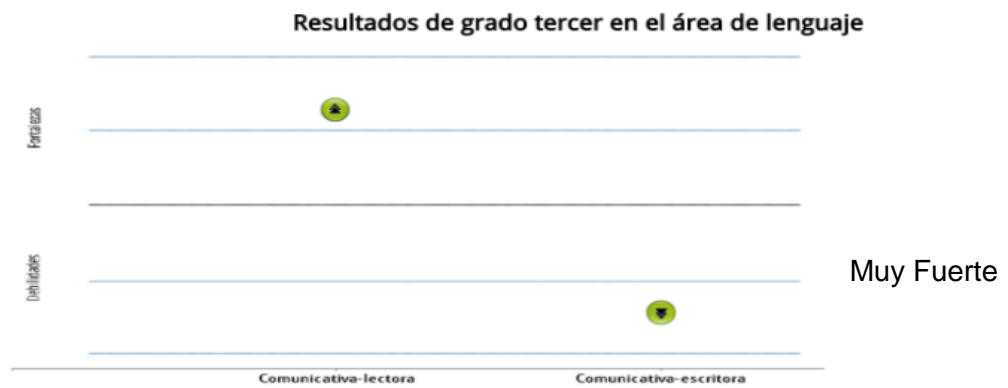 Resultados de grado tercer en el área de lenguaje
Fortalezas
Debilidades
Muy Fuerte
Comunicativa-lectora
Comunicativa-escritora